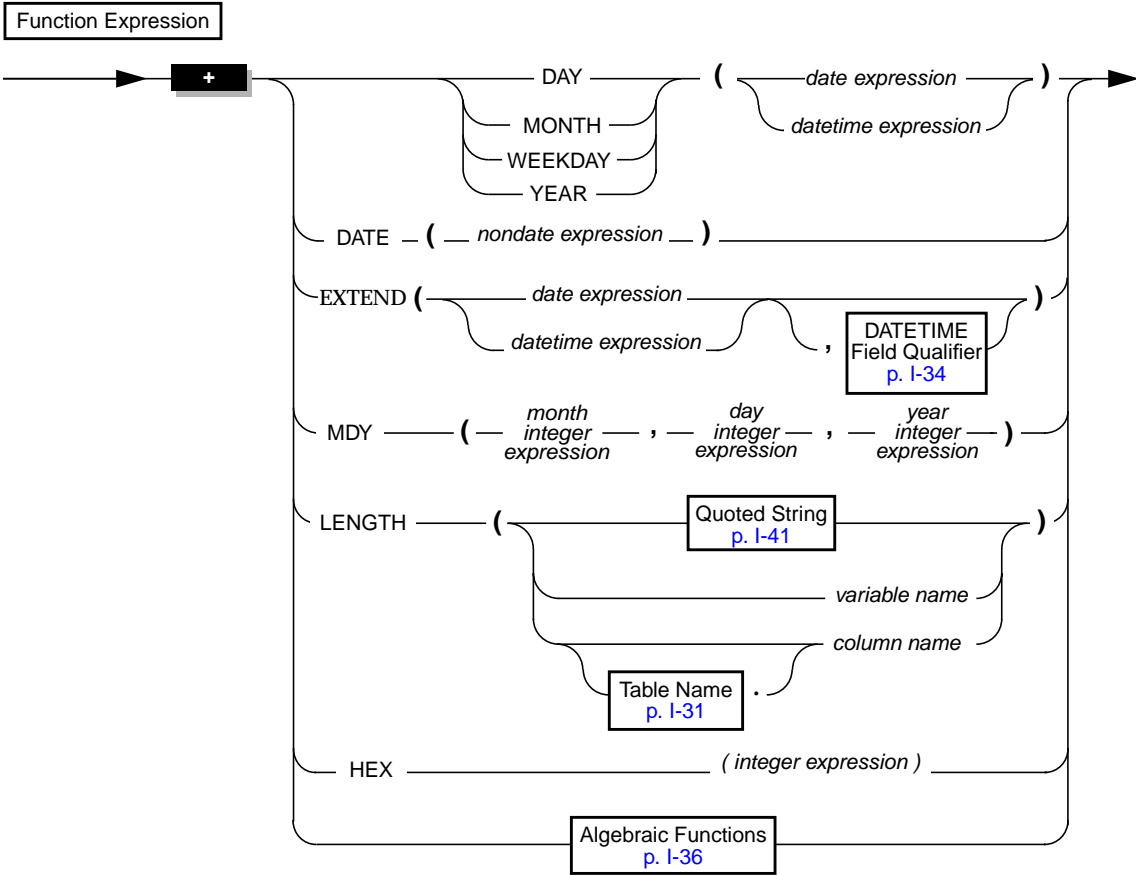 Function Expression
+
DAY ( date expression )
MONTH datetime expression
WEEKDAY
YEAR
DATE ( nondate expression )
EXTEND ( date expression )
datetime expression , DATETIME
Field Qualifier
p. I-34
MDY ( month integer expression , day integer expression , year integer expression )
LENGTH ( Quoted String )
p. I-41
variable name
column name
Table Name .
p. I-31
HEX ( integer expression )
Algebraic Functions
p. I-36